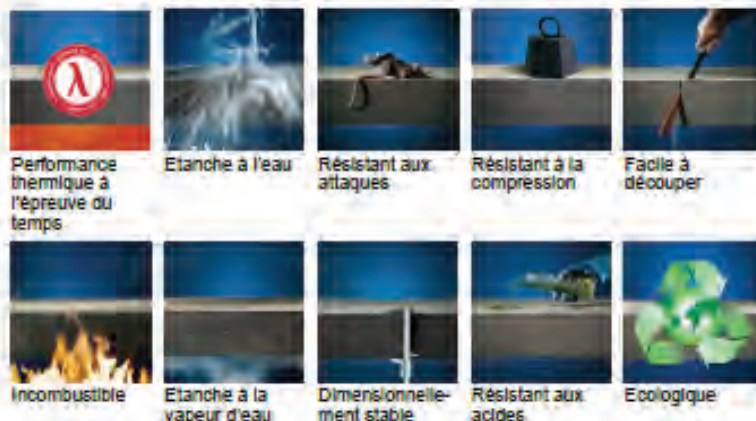 λ
Performance
thermique à
l'épreuve du
temps
Etanche à l'eau
Résistant aux
attaques
Résistant à la
compression
Facile à
découper
Incombustible
Etanche à la
vapeur d'eau
Dimensionnelle-
ment stable
Résistant aux
acides
Ecologique